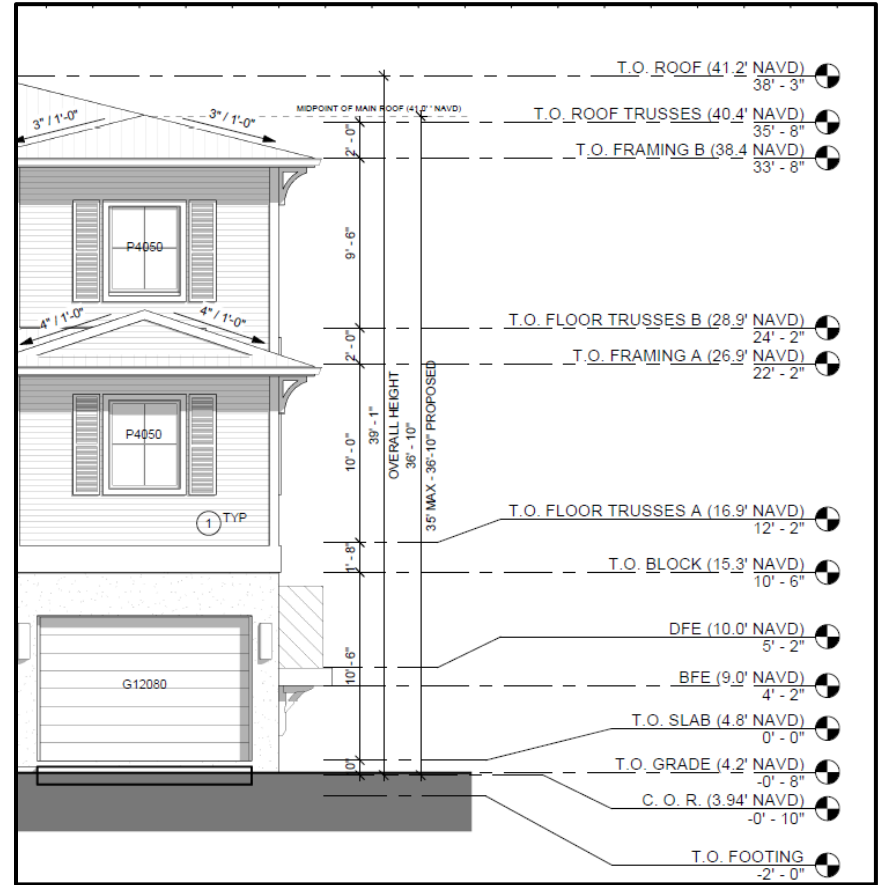 T.O. ROOF (41.2' NAVD)
38' - 3"
MIDPOINT OF MAIN ROOF (41.0' ' NAVD)
3" / 1'-0"
3" / 1'-0"
T.O. ROOF TRUSSES (40.4' NAVD)
35' - 8"
2' - 0"
T.O. FRAMING B (38.4 NAVD)
33' - 8"
P4050
9' - 6"
4" / 1'-0"
4" / 1'-0"
T.O. FLOOR TRUSSES B (28.9' NAVD)
24' - 2"
2' - 0"
T.O. FRAMING A (26.9' NAVD)
22' - 2"
P4050
10' - 0"
39' - 1"
OVERALL HEIGHT
36' - 10"
35' MAX - 36'-10" PROPOSED
1 TYP
T.O. FLOOR TRUSSES A (16.9' NAVD)
12' - 2"
1' - 8"
T.O. BLOCK (15.3' NAVD)
10' - 6"
DFE (10.0' NAVD)
5' - 2"
10' - 6"
G12080
BFE (9.0' NAVD)
4' - 2"
T.O. SLAB (4.8' NAVD)
0' - 0"
T.O. GRADE (4.2' NAVD)
-0' - 8"
C. O. R. (3.94' NAVD)
-0' - 10"
T.O. FOOTING
-2' - 0"